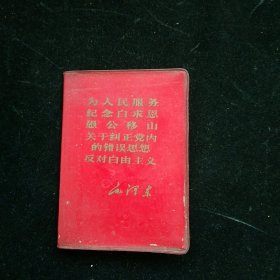 为人民服务
纪念白求恩
愚公移山
关于纠正党内
的错误思想
反对自由主义
毛泽东